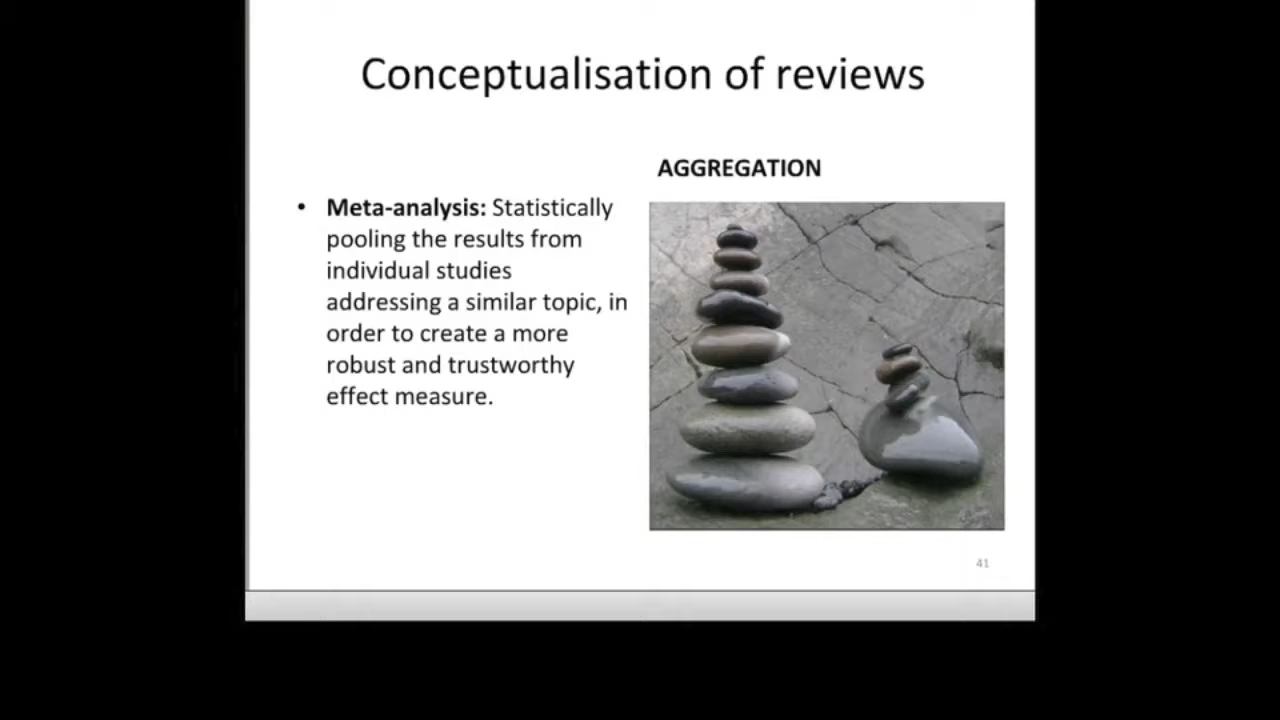 Conceptualisation of reviews
AGGREGATION
• Meta-analysis: Statistically
pooling the results from
individual studies
addressing a similar topic, in
order to create a more
robust and trustworthy
effect measure.
41